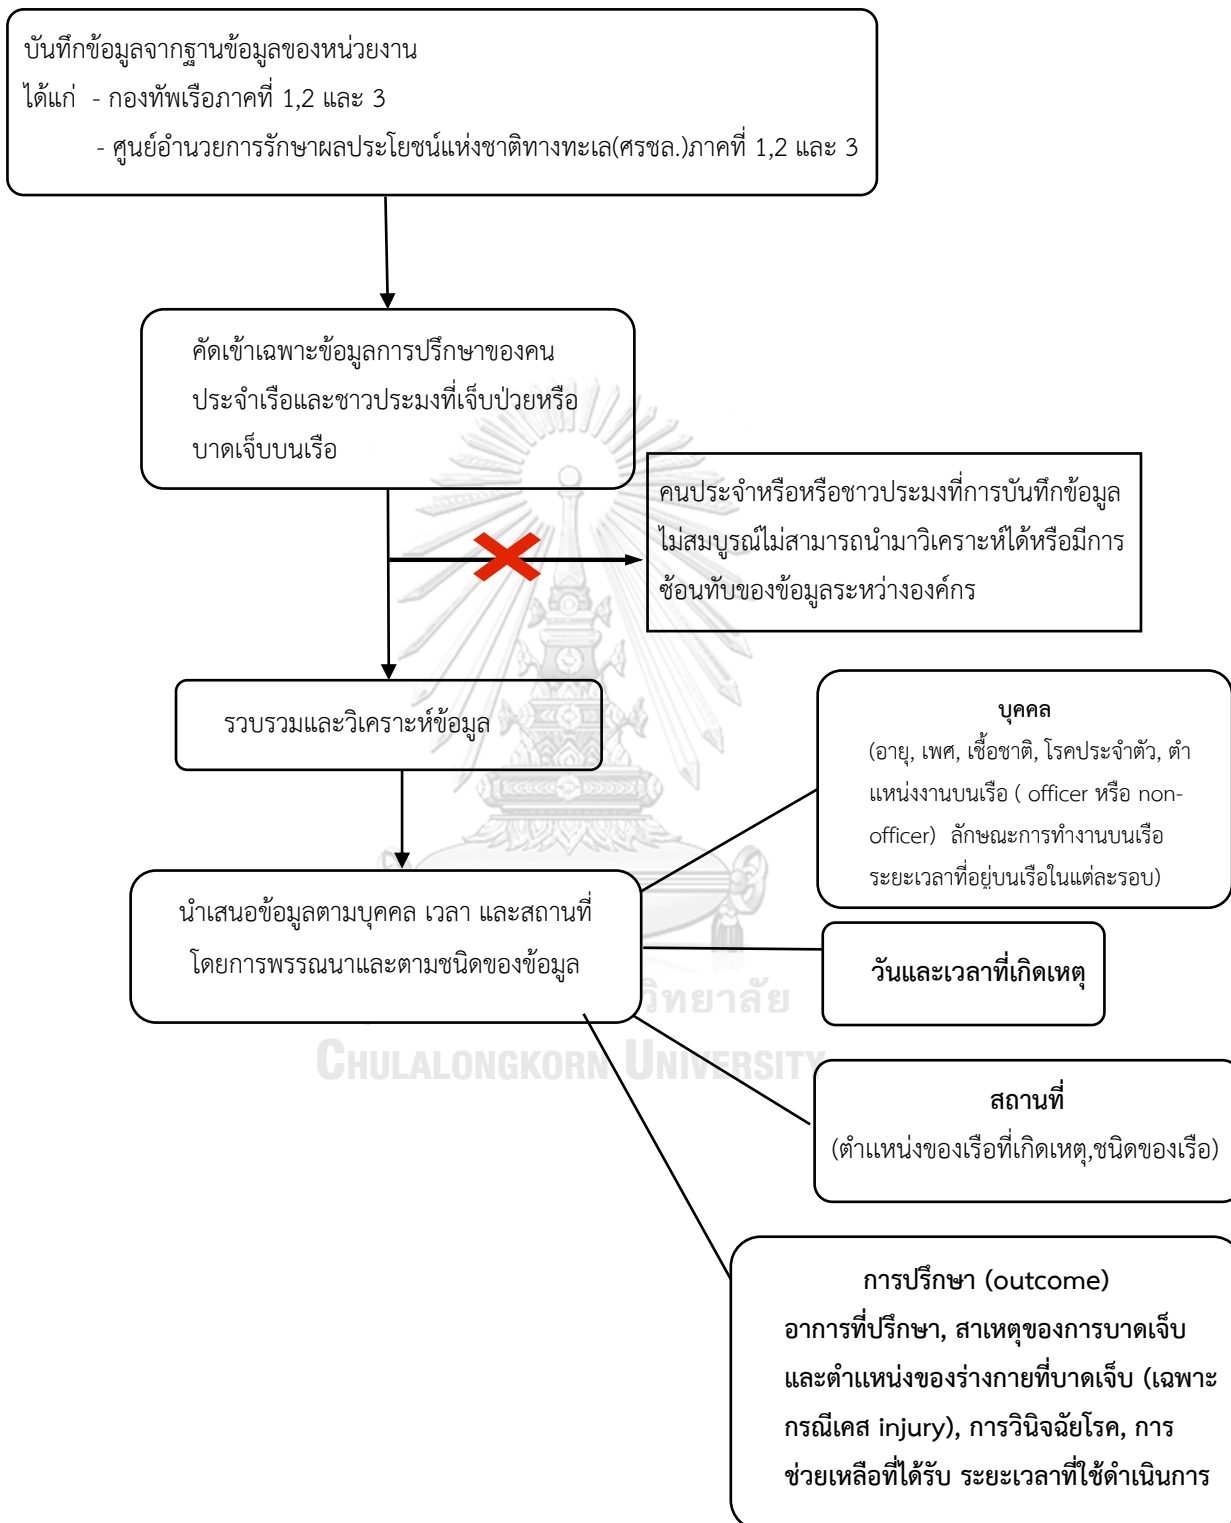 บันทึกข้อมูลจากฐานข้อมูลของหน่วยงาน
ได้แก่ - กองทัพเรือภาคที่ 1,2 และ 3
- ศูนย์อำนวยการรักษาผลประโยชน์แห่งชาติทางทะเล(ศรชล.)ภาคที่ 1,2 และ 3
คัดเข้าเฉพาะข้อมูลการปรึกษาของคน
ประจำเรือและชาวประมงที่เจ็บป่วยหรือ
บาดเจ็บบนเรือ
คนประจำหรือหรือชาวประมงที่การบันทึกข้อมูล
ไม่สมบูรณ์ไม่สามารถนำมาวิเคราะห์ได้หรือมีการ
ซ้อนทับของข้อมูลระหว่างองค์กร
รวบรวมและวิเคราะห์ข้อมูล
บุคคล
(อายุ, เพศ, เชื้อชาติ, โรคประจำตัว, ตำ
แหน่งงานบนเรือ ( officer หรือ non-
officer) ลักษณะการทำงานบนเรือ
ระยะเวลาที่อยู่บนเรือในแต่ละรอบ)
นำเสนอข้อมูลตามบุคคล เวลา และสถานที่
โดยการพรรณนาและตามชนิดของข้อมูล
วันและเวลาที่เกิดเหตุ
วิทยาลัย
CHULALONGKORN UNIVERSITY
สถานที่
(ตำแหน่งของเรือที่เกิดเหตุ,ชนิดของเรือ)
การปรึกษา (outcome)
อาการที่ปรึกษา, สาเหตุของการบาดเจ็บ
และตำแหน่งของร่างกายที่บาดเจ็บ (เฉพาะ
กรณีเคส injury), การวินิจฉัยโรค, การ
ช่วยเหลือที่ได้รับ ระยะเวลาที่ใช้ดำเนินการ